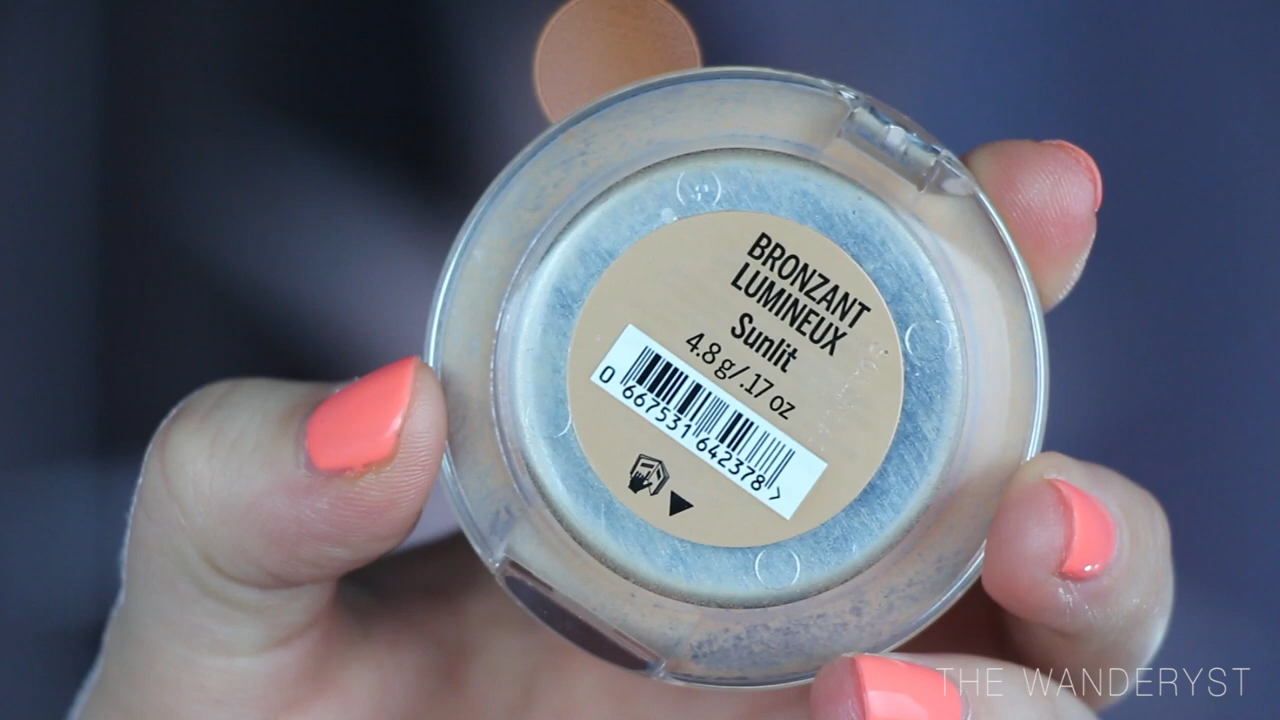 BRONZANT
LUMINEUX
Sunlit
4.8 g/.17 oz
0 667531 642378 >
THE WANDERYST